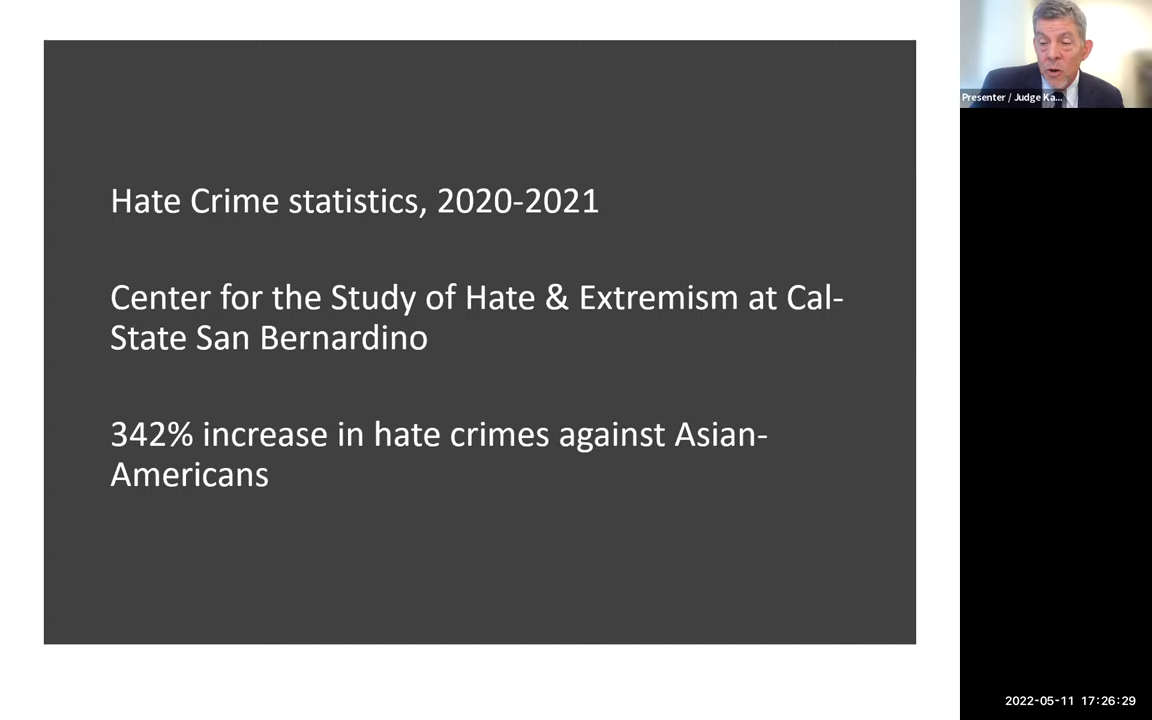 Hate Crime statistics, 2020-2021
Center for the Study of Hate & Extremism at Cal-
State San Bernardino
342% increase in hate crimes against Asian-
Americans
Presenter / Judge Ka...
2022-05-11 17:26:29